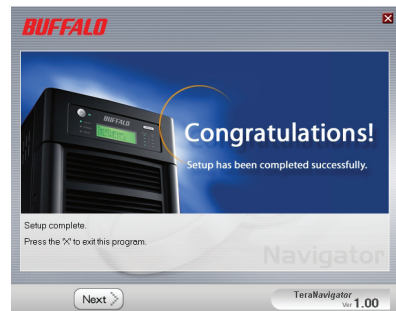 BUFFALO
BUFFALO
Congratulations!
Setup has been completed successfully.
Setup complete.
Press the 'X' to exit this program.
Navigator
Next
TeraNavigator
Ver 1.00